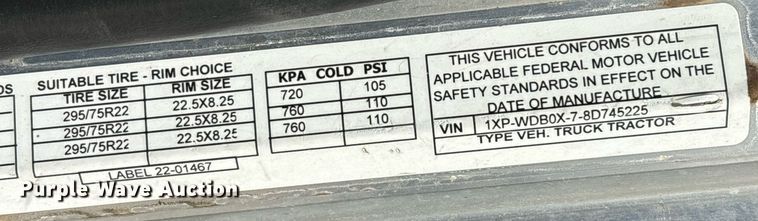 DS
SUITABLE TIRE - RIM CHOICE
TIRE SIZE RIM SIZE
295/75R22 22.5X8.25
295/75R22 22.5X8.25
295/75R22 22.5X8.25
LABEL 22-01467
KPA COLD PSI
720 105
760 110
760 110
THIS VEHICLE CONFORMS TO ALL
APPLICABLE FEDERAL MOTOR VEHICLE
SAFETY STANDARDS IN EFFECT ON THE
DATE OF MANUFACTURE.
VIN 1XP-WDB0X-7-8D745225
TYPE VEH. TRUCK TRACTOR
Purple Wave Auction